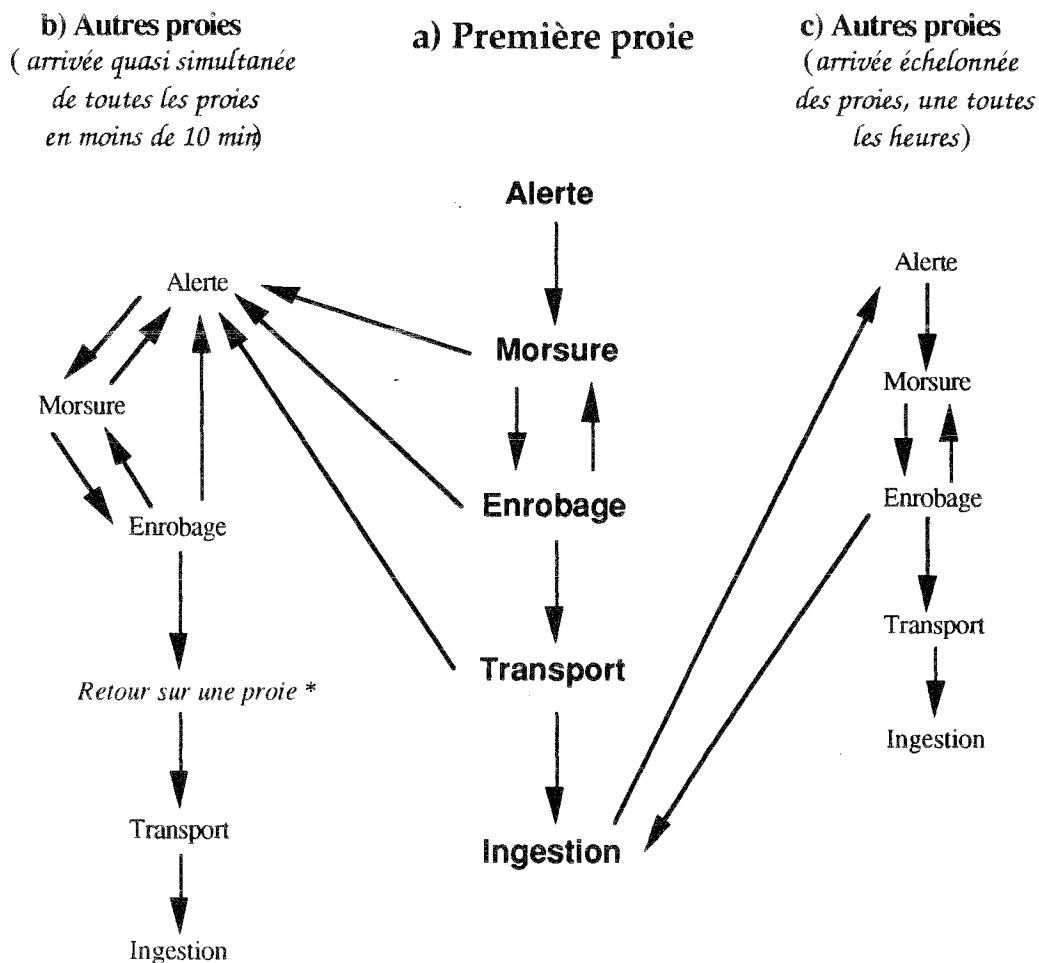 b) Autres proies
( arrivée quasi simultanée
de toutes les proies
en moins de 10 min)
a) Première proie
c) Autres proies
(arrivée échelonnée
des proies, une toutes
les heures)
Alerte
Morsure
Enrobage
Transport
Ingestion
Alerte
Morsure
Enrobage
Retour sur une proie *
Transport
Ingestion
Alerte
Morsure
Enrobage
Transport
Ingestion